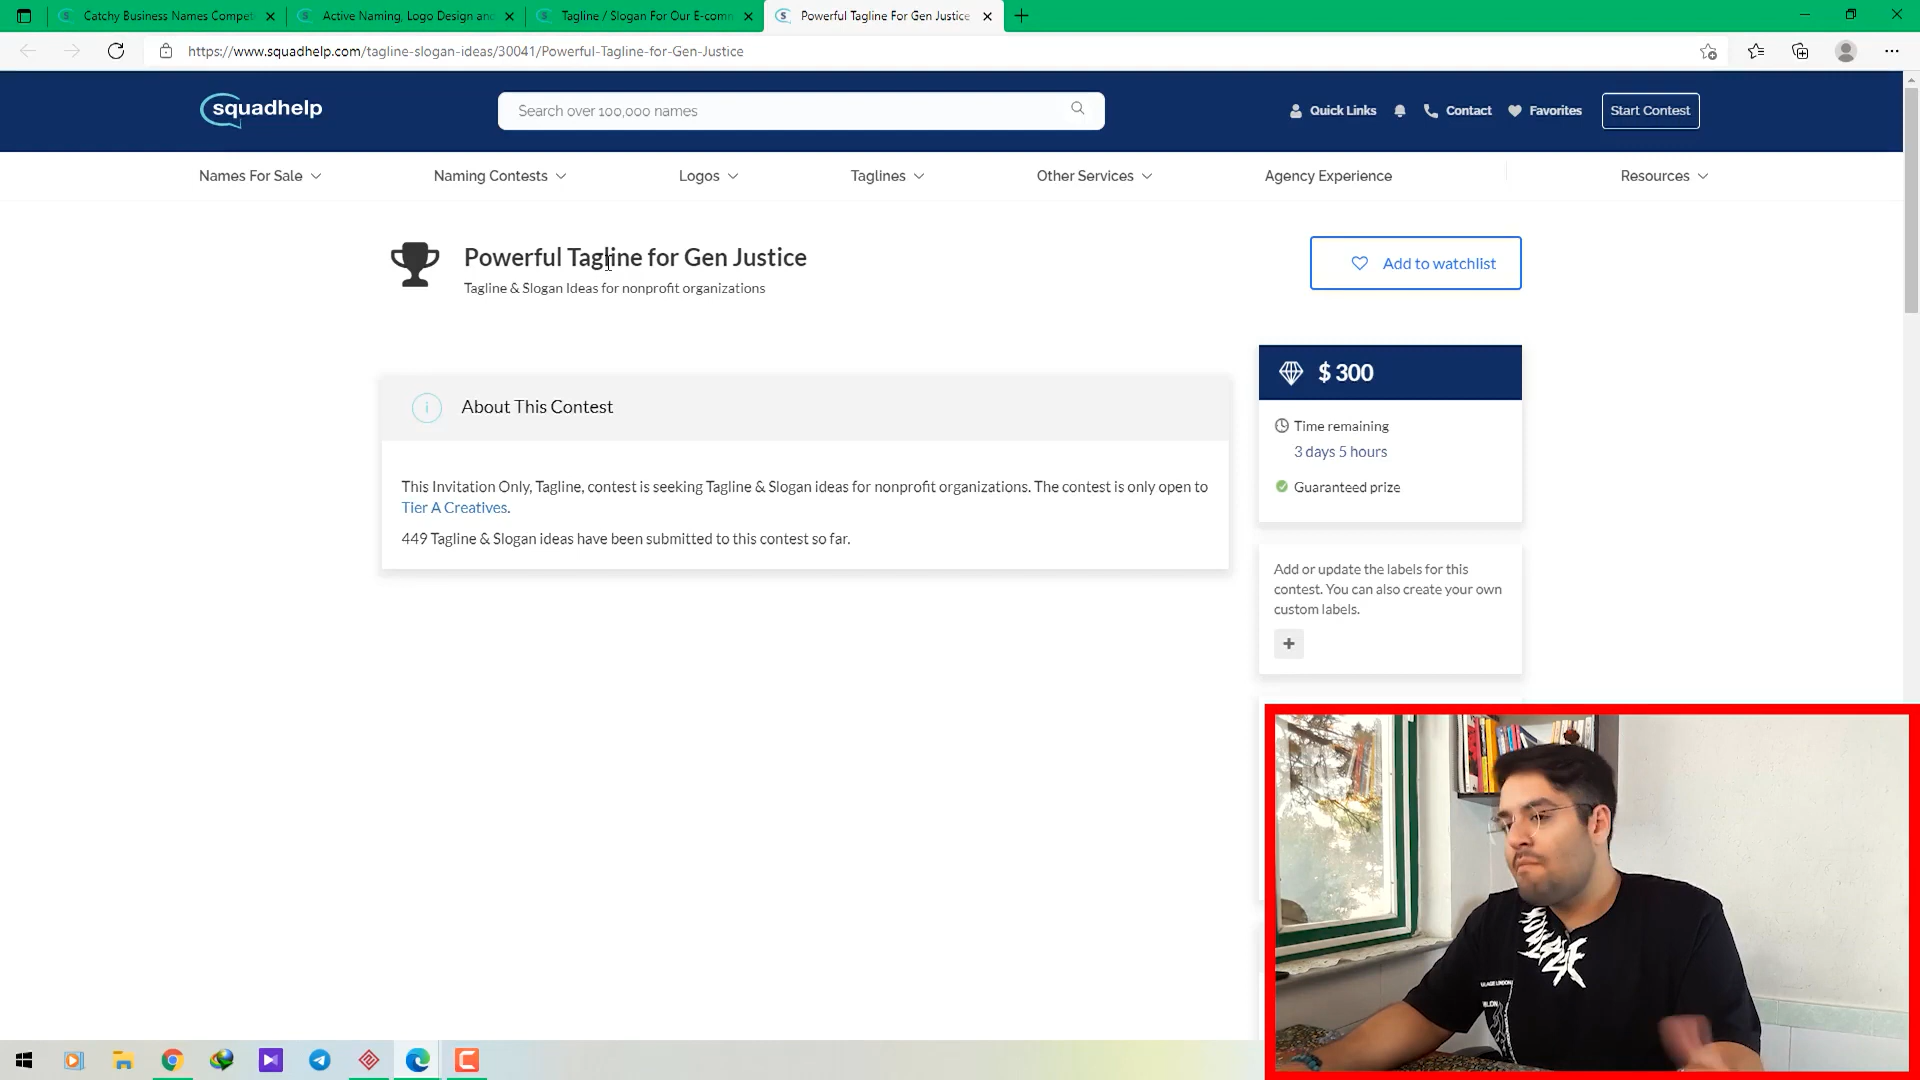 Catchy Business Names Compet
Active Naming, Logo Design and
Tagline / Slogan For Our E-comm
Powerful Tagline For Gen Justice
https://www.squadhelp.com/tagline-slogan-ideas/30041/Powerful-Tagline-for-Gen-Justice
squadhelp
Search over 100,000 names
Quick Links
Contact
Favorites
Start Contest
Names For Sale
Naming Contests
Logos
Taglines
Other Services
Agency Experience
Resources
Powerful Tagline for Gen Justice
Tagline & Slogan Ideas for nonprofit organizations
Add to watchlist
About This Contest
This Invitation Only, Tagline, contest is seeking Tagline & Slogan ideas for nonprofit organizations. The contest is only open to
Tier A Creatives.
449 Tagline & Slogan ideas have been submitted to this contest so far.
$ 300
Time remaining
3 days 5 hours
Guaranteed prize
Add or update the labels for this
contest. You can also create your own
custom labels.